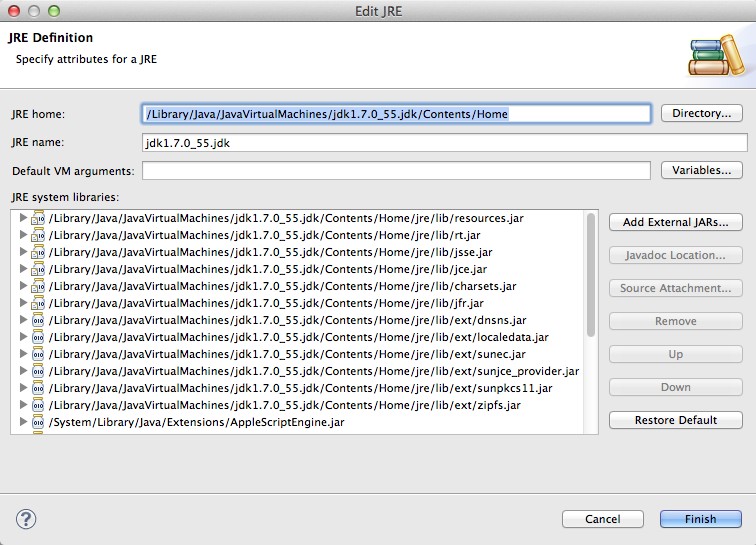 Edit JRE
JRE Definition
Specify attributes for a JRE
JRE home: /Library/Java/JavaVirtualMachines/jdk1.7.0_55.jdk/Contents/Home Directory...
JRE name: jdk1.7.0_55.jdk
Default VM arguments: Variables...
JRE system libraries:
/Library/Java/JavaVirtualMachines/jdk1.7.0_55.jdk/Contents/Home/jre/lib/resources.jar Add External JARs...
/Library/Java/JavaVirtualMachines/jdk1.7.0_55.jdk/Contents/Home/jre/lib/rt.jar
/Library/Java/JavaVirtualMachines/jdk1.7.0_55.jdk/Contents/Home/jre/lib/jsse.jar Javadoc Location...
/Library/Java/JavaVirtualMachines/jdk1.7.0_55.jdk/Contents/Home/jre/lib/jce.jar
/Library/Java/JavaVirtualMachines/jdk1.7.0_55.jdk/Contents/Home/jre/lib/charsets.jar Source Attachment...
/Library/Java/JavaVirtualMachines/jdk1.7.0_55.jdk/Contents/Home/jre/lib/jfr.jar
/Library/Java/JavaVirtualMachines/jdk1.7.0_55.jdk/Contents/Home/jre/lib/ext/dnsns.jar Remove
/Library/Java/JavaVirtualMachines/jdk1.7.0_55.jdk/Contents/Home/jre/lib/ext/localedata.jar
/Library/Java/JavaVirtualMachines/jdk1.7.0_55.jdk/Contents/Home/jre/lib/ext/sunec.jar Up
/Library/Java/JavaVirtualMachines/jdk1.7.0_55.jdk/Contents/Home/jre/lib/ext/sunjce_provider.jar
/Library/Java/JavaVirtualMachines/jdk1.7.0_55.jdk/Contents/Home/jre/lib/ext/sunpkcs11.jar Down
/Library/Java/JavaVirtualMachines/jdk1.7.0_55.jdk/Contents/Home/jre/lib/ext/zipfs.jar
/System/Library/Java/Extensions/AppleScriptEngine.jar Restore Default
? Cancel Finish